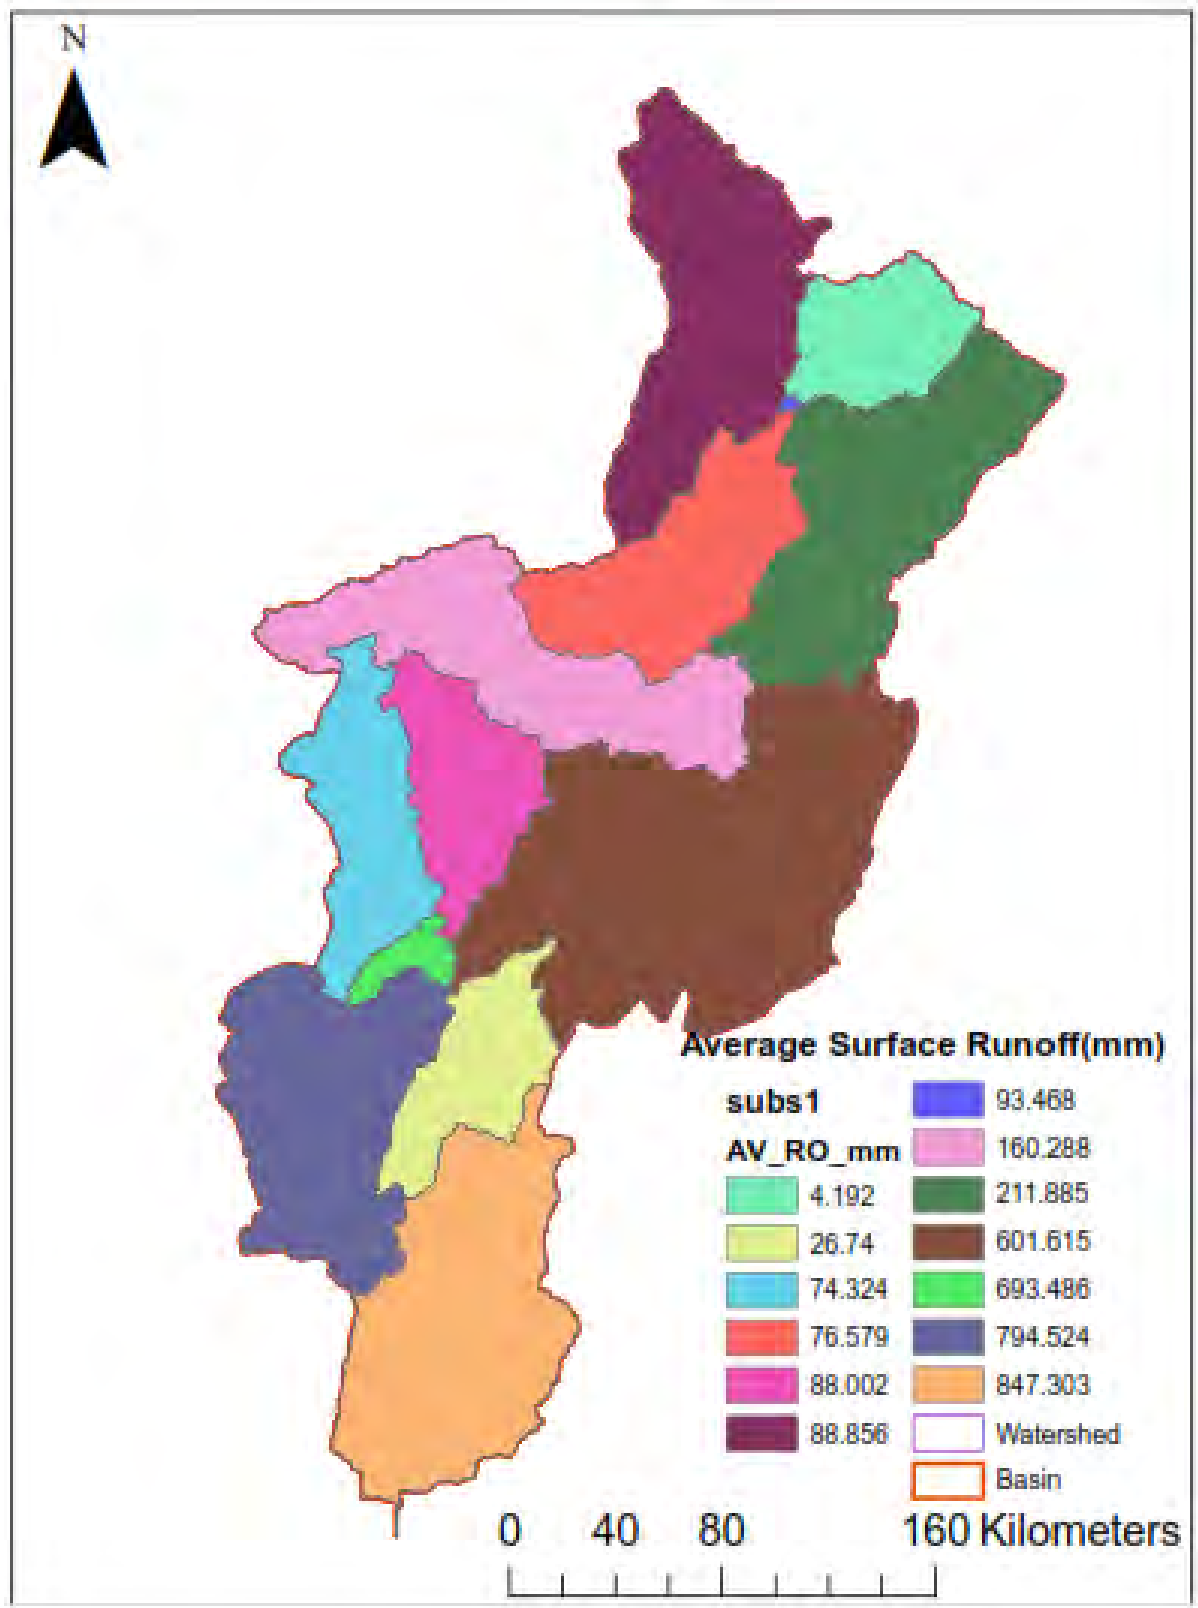 N
Average Surface Runoff(mm)
subs1
AV_RO_mm
4.192
26.74
74.324
76.579
88.002
88.856
93.468
160.288
211.885
601.615
693.486
794.524
847.303
Watershed
Basin
0 40 80 160 Kilometers